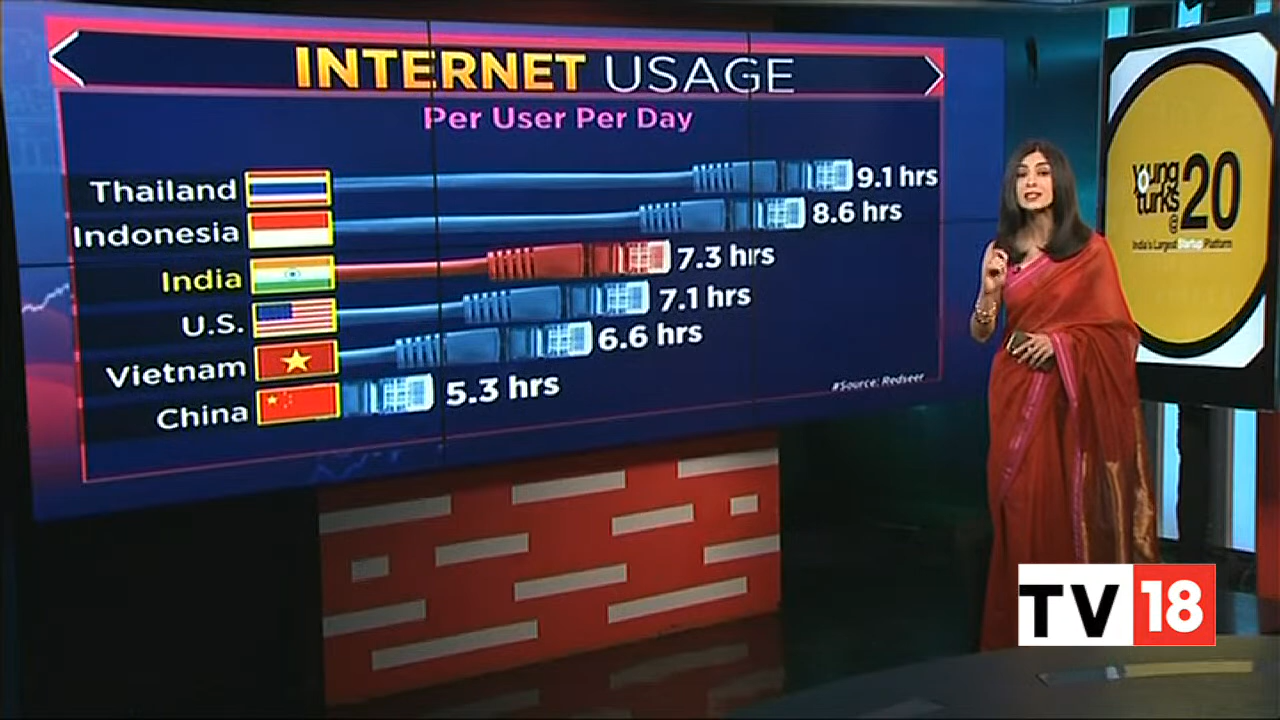 INTERNET USAGE
Per User Per Day
Thailand 9.1 hrs
Indonesia 8.6 hrs
India 7.3 hrs
U.S. 7.1 hrs
Vietnam 6.6 hrs
China 5.3 hrs
#Source: Redseer
Young
turks
@20
India's Largest Startup Platform
TV18